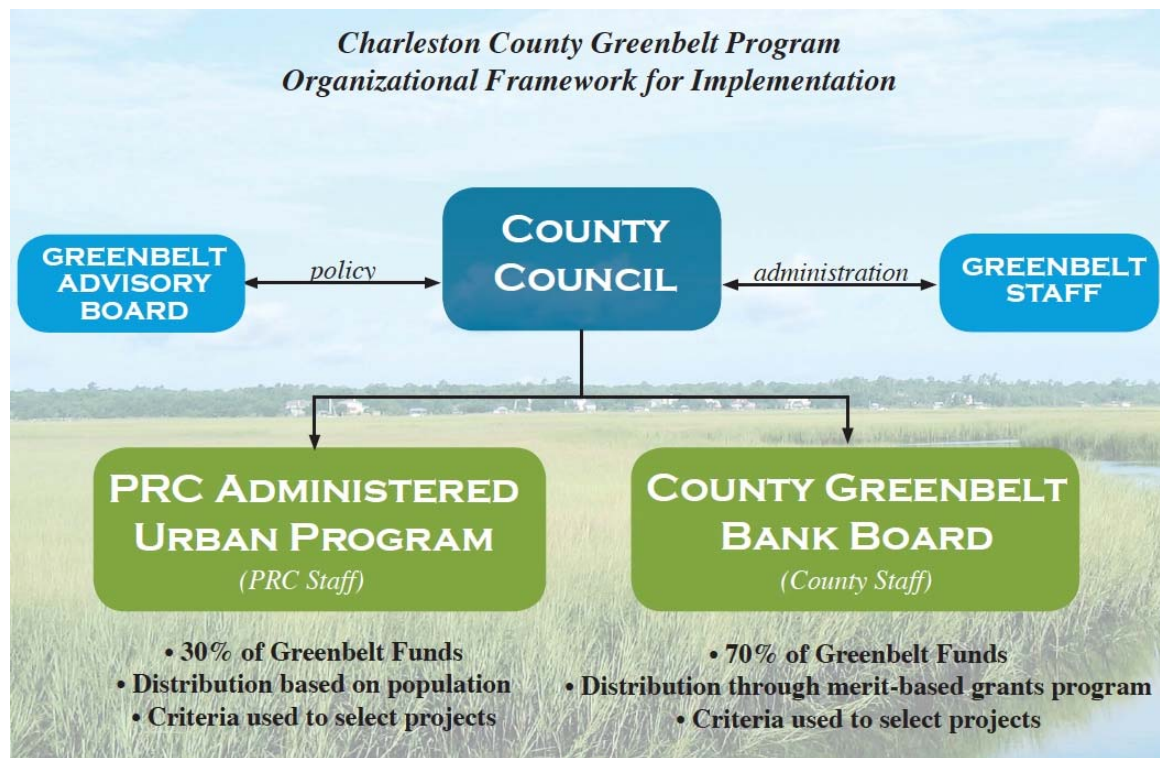 Charleston County Greenbelt Program
Organizational Framework for Implementation
GREENBELT
ADVISORY
BOARD
policy
COUNTY
COUNCIL
administration
GREENBELT
STAFF
PRC ADMINISTERED
URBAN PROGRAM
(PRC Staff)
• 30% of Greenbelt Funds
• Distribution based on population
• Criteria used to select projects
COUNTY GREENBELT
BANK BOARD
(County Staff)
• 70% of Greenbelt Funds
• Distribution through merit-based grants program
• Criteria used to select projects